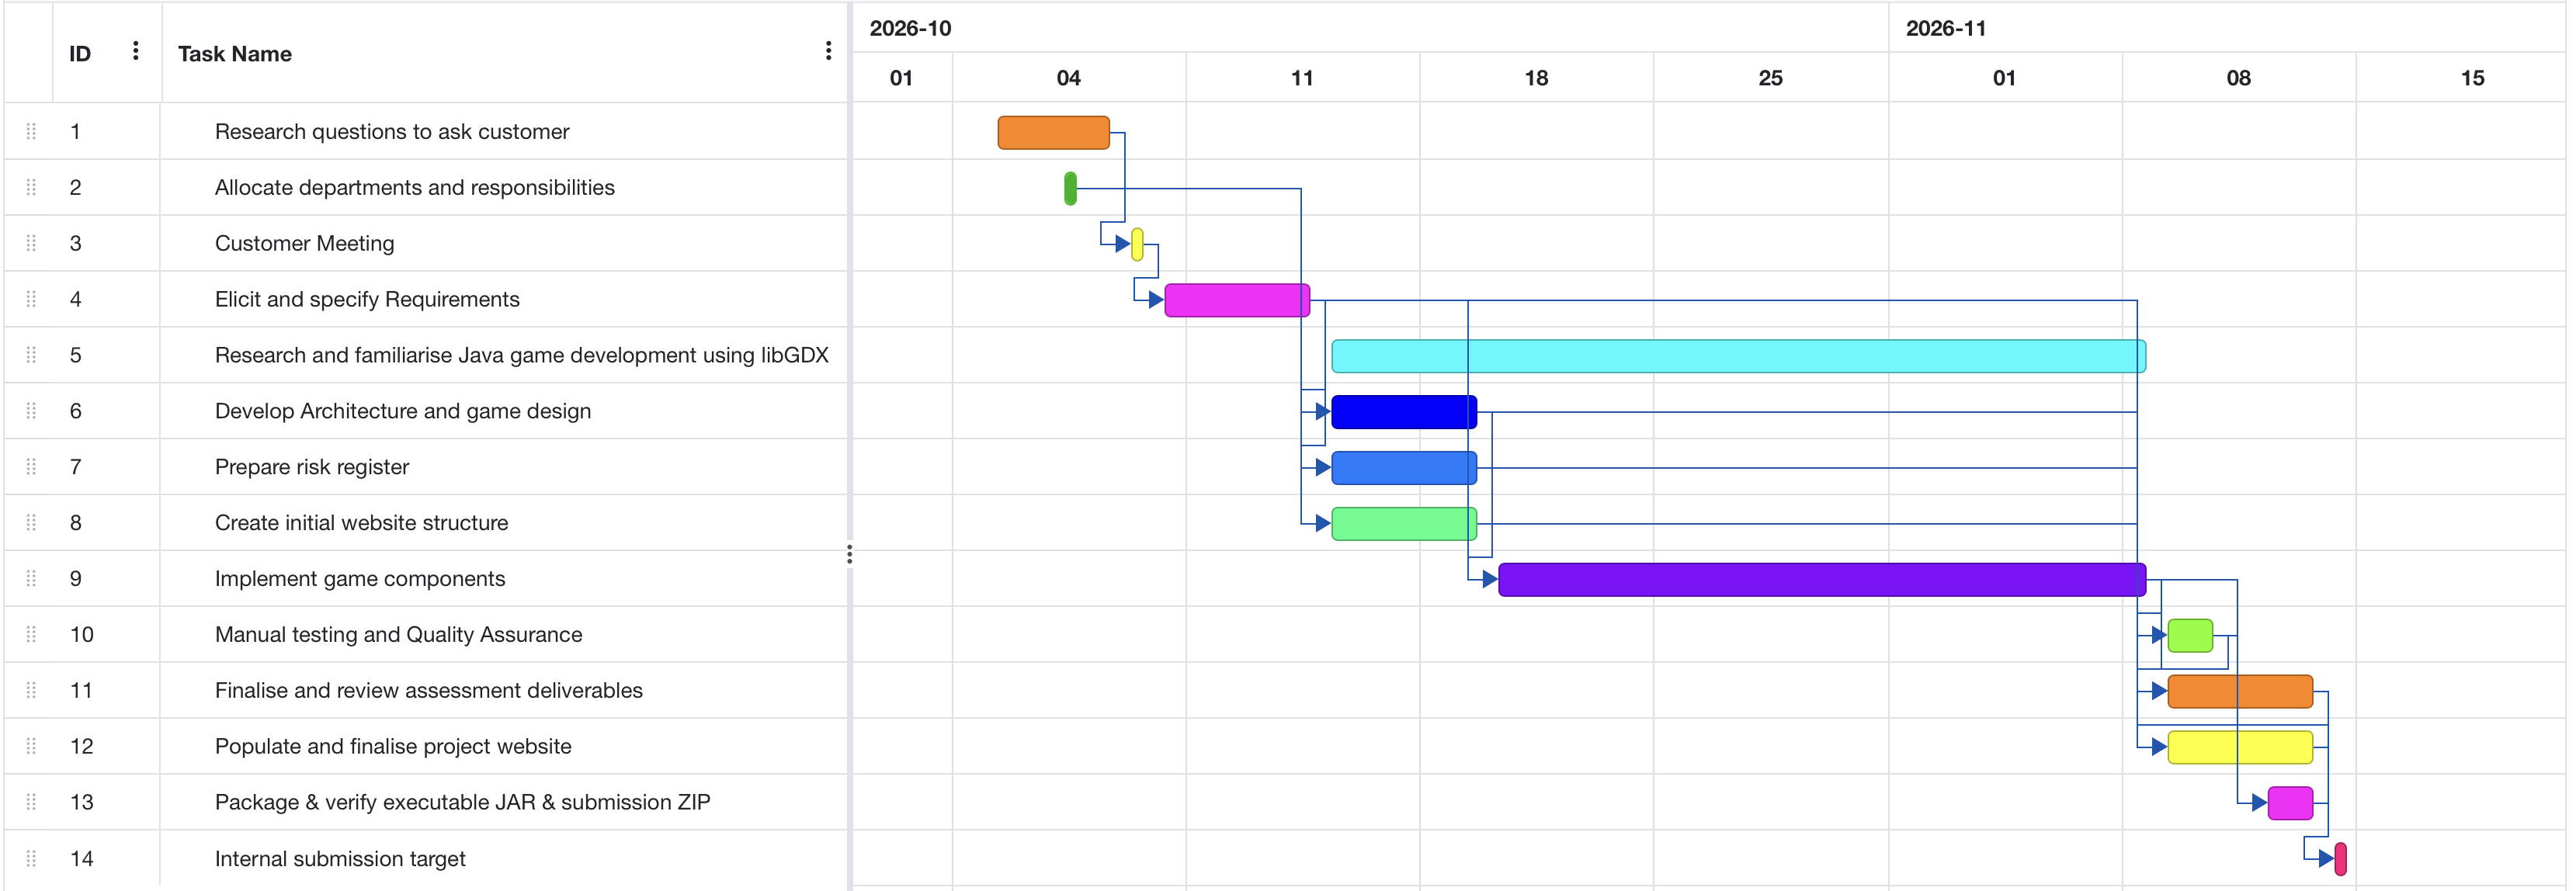 ID Task Name 2026-10 2026-11
01 04 11 18 25 01 08 15
1 Research questions to ask customer
2 Allocate departments and responsibilities
3 Customer Meeting
4 Elicit and specify Requirements
5 Research and familiarise Java game development using libGDX
6 Develop Architecture and game design
7 Prepare risk register
8 Create initial website structure
9 Implement game components
10 Manual testing and Quality Assurance
11 Finalise and review assessment deliverables
12 Populate and finalise project website
13 Package & verify executable JAR & submission ZIP
14 Internal submission target